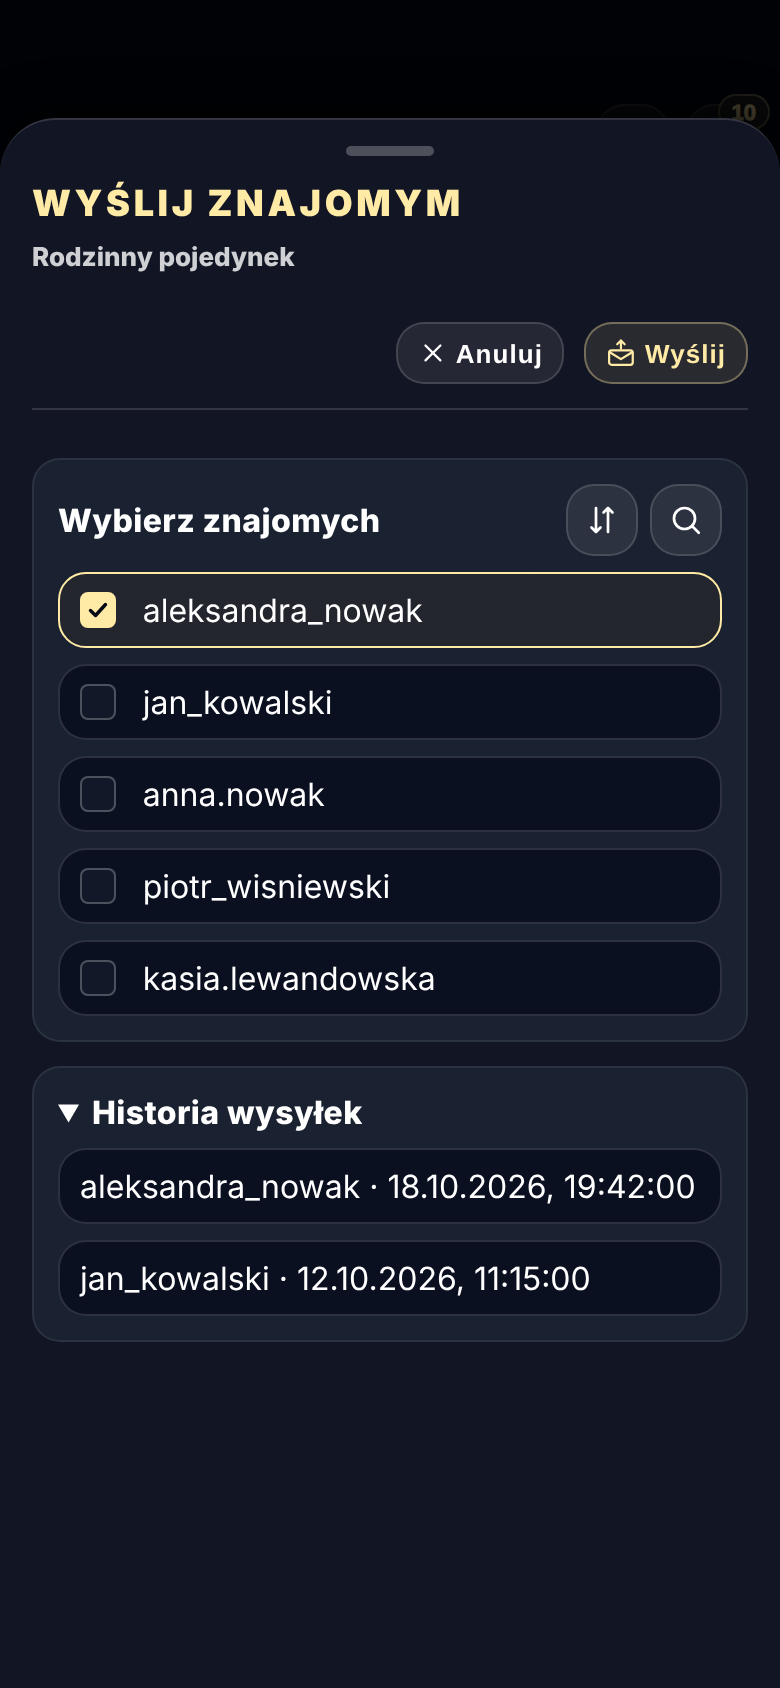 10
WYŚLIJ ZNAJOMYM
Rodzinny pojedynek
Anuluj
Wyślij
Wybierz znajomych
aleksandra_nowak
jan_kowalski
anna.nowak
piotr_wisniewski
kasia.lewandowska
Historia wysyłek
aleksandra_nowak · 18.10.2026, 19:42:00
jan_kowalski · 12.10.2026, 11:15:00